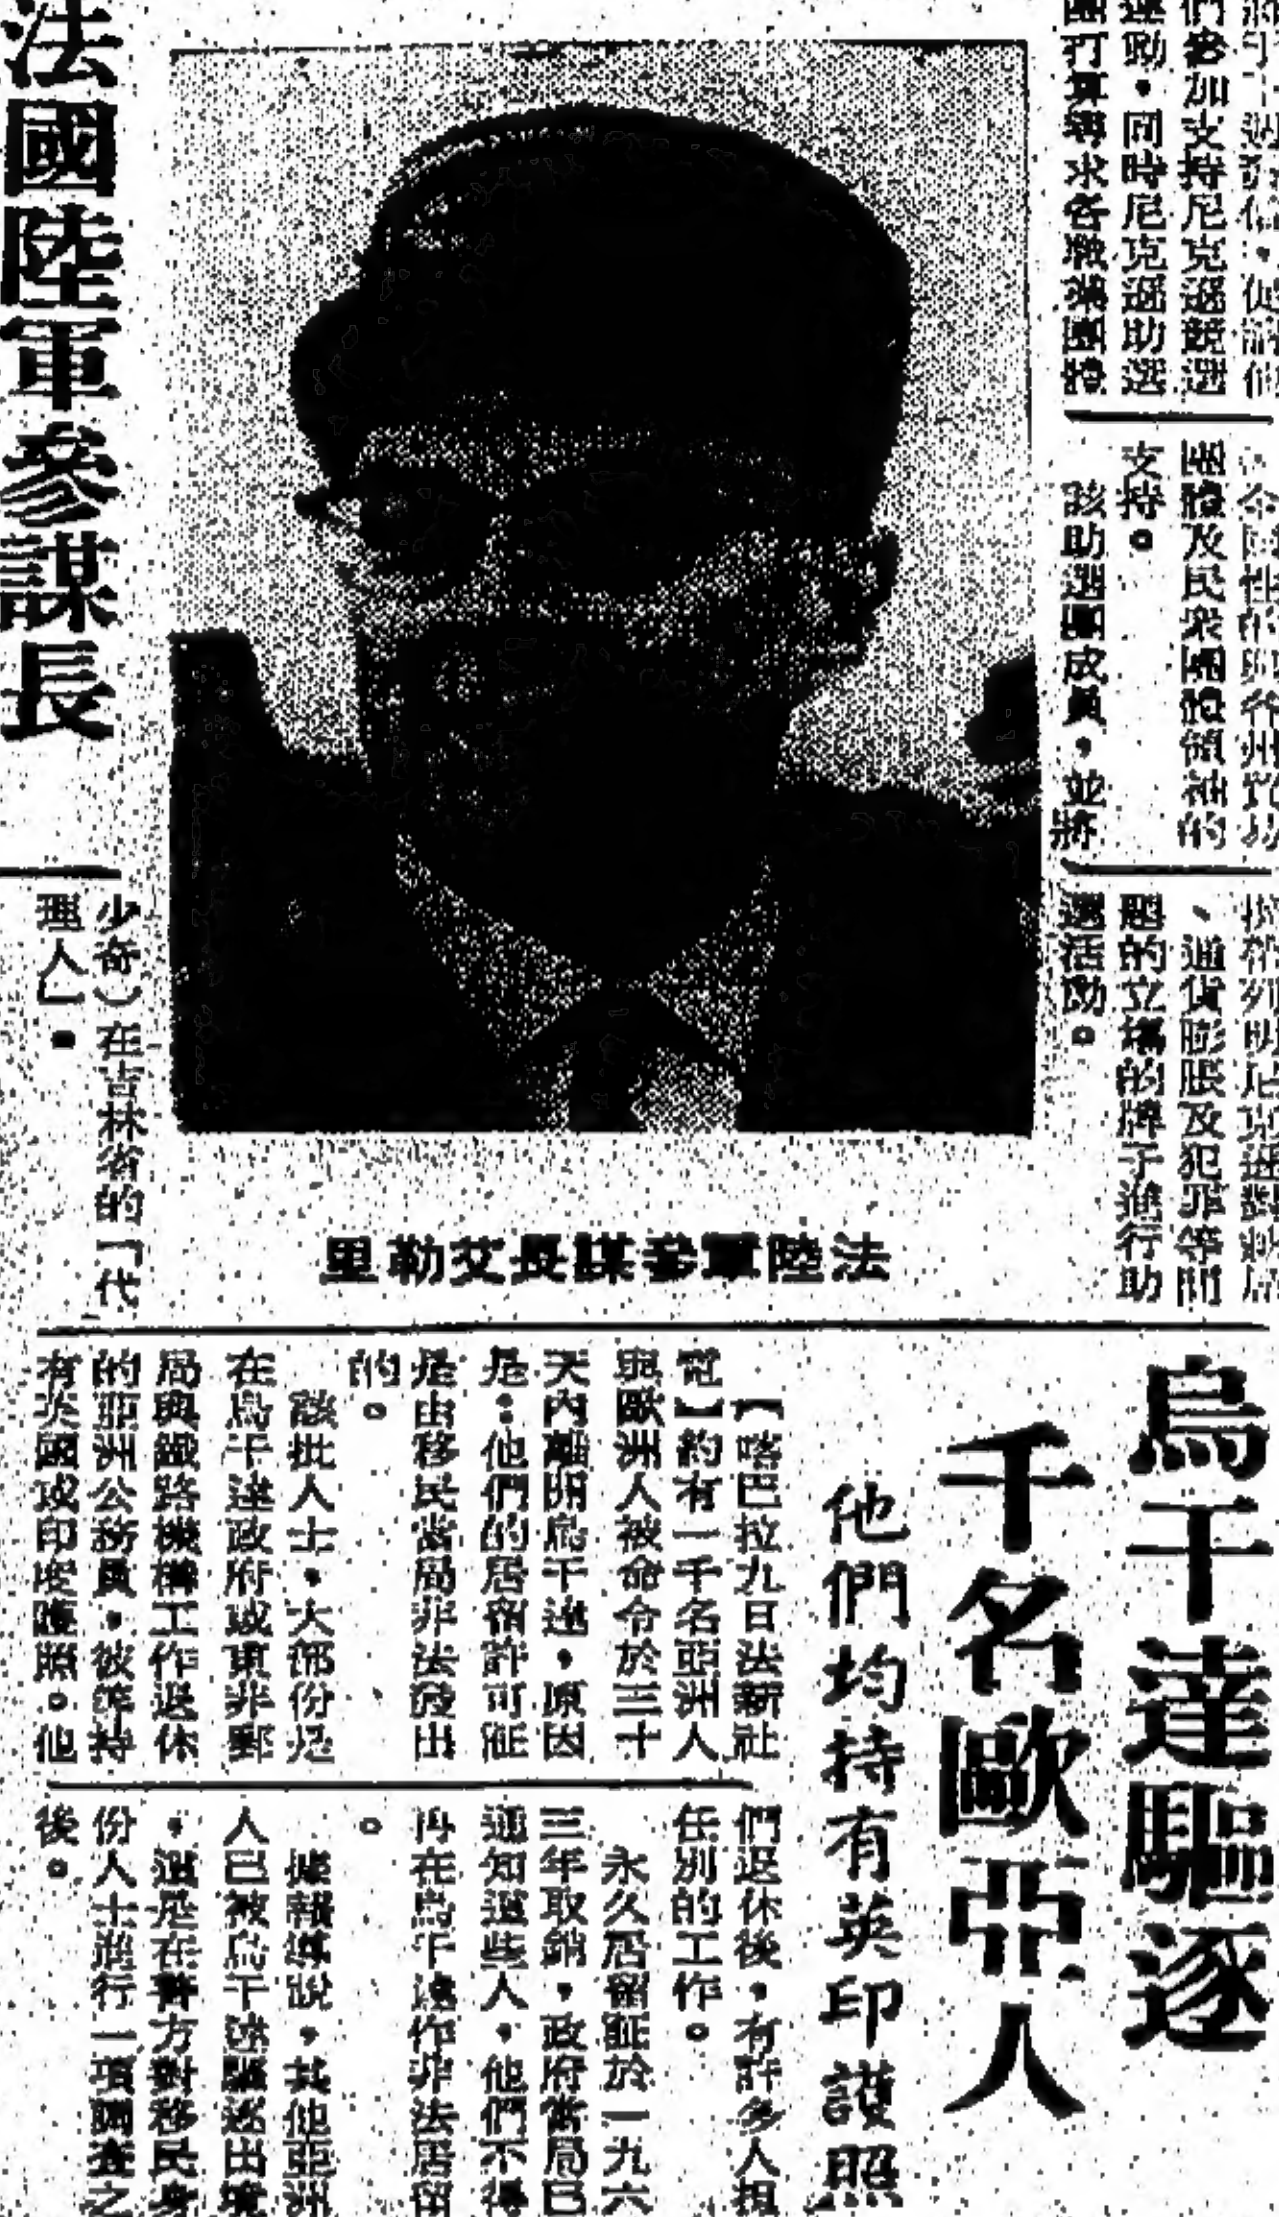 們參加支持尼克遜競選
運動・同時尼克遜助選
團打算尋求各職業團體
團體及民衆團體領袖的
支持。
該助選團成員，並將
、通貨膨脹及犯罪等問
題的立場的牌子進行助
選活動。
法國陸軍參謀長
少奇）在吉林省的「代
理人」・
法陸軍參謀長艾勒里
烏干達驅逐
千名歐亞人
他們均持有英印護照
【喀巴拉九日法新社
電】約有一千名亞洲人
與歐洲人被命令於三十
天內離開烏干達，原因
是：他們的居留許可証
是由移民當局非法發出
的。
該批人士，大部份是
在烏干達政府或東非郵
局與鐵路機構工作退休
的亞洲公務員，彼等持
有英國或印度護照。他
們退休後，有許多人担
任別的工作。
永久居留証於一九六
三年取銷，政府當局已
通知這些人，他們不得
再在烏干達作非法居留
。
據報導說，其他亞洲
人已被烏干達驅逐出境
，這是在警方對移民身
份人士進行一項調查之
後。